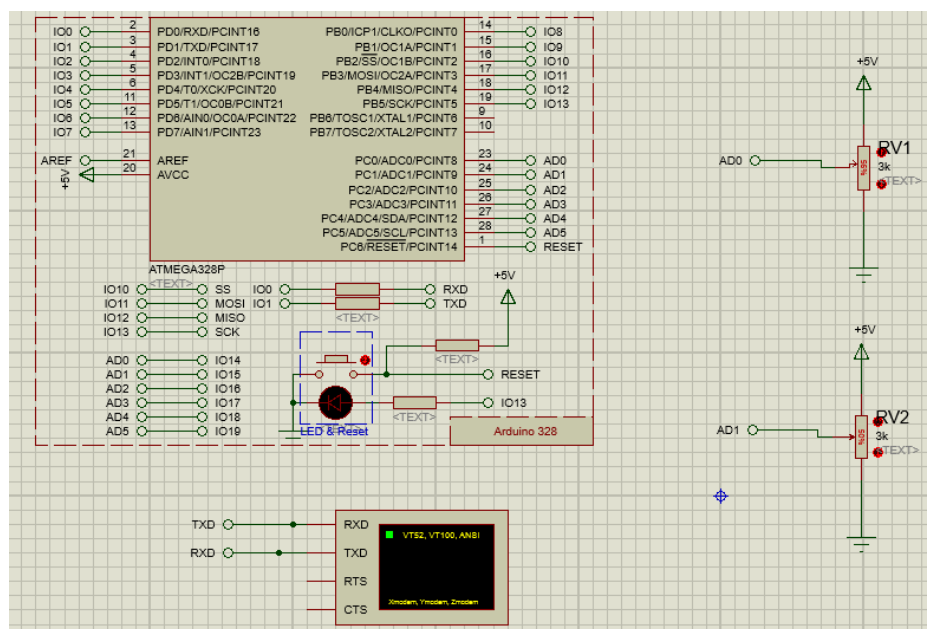 IO0 2 PD0/RXD/PCINT16 PB0/ICP1/CLKO/PCINT0 14 IO8
IO1 3 PD1/TXD/PCINT17 PB1/OC1A/PCINT1 15 IO9
IO2 4 PD2/INT0/PCINT18 PB2/SS/OC1B/PCINT2 16 IO10
IO3 5 PD3/INT1/OC2B/PCINT19 PB3/MOSI/OC2A/PCINT3 17 IO11
IO4 6 PD4/T0/XCK/PCINT20 PB4/MISO/PCINT4 18 IO12
IO5 11 PD5/T1/OC0B/PCINT21 PB5/SCK/PCINT5 19 IO13
IO6 12 PD6/AIN0/OC0A/PCINT22 PB6/TOSC1/XTAL1/PCINT6 9
IO7 13 PD7/AIN1/PCINT23 PB7/TOSC2/XTAL2/PCINT7 10
AREF 21 AREF PC0/ADC0/PCINT8 23 AD0
+5V 20 AVCC PC1/ADC1/PCINT9 24 AD1
PC2/ADC2/PCINT10 25 AD2
PC3/ADC3/PCINT11 26 AD3
PC4/ADC4/SDA/PCINT12 27 AD4
PC5/ADC5/SCL/PCINT13 28 AD5
PC6/RESET/PCINT14 1 RESET
ATMEGA328P
<TEXT>
IO10 SS IO0 RXD
IO11 MOSI IO1 TXD
IO12 MISO
<TEXT>
IO13 SCK
+5V
<TEXT>
AD0 IO14
AD1 IO15
RESET
AD2 IO16
AD3 IO17
IO13
<TEXT>
AD4 IO18
AD5 IO19
LED & Reset
Arduino 328
+5V
RV1
AD0
55%
3k
<TEXT>
+5V
RV2
AD1
50%
3k
<TEXT>
TXD RXD
RXD TXD
RTS
CTS
VT52, VT100, ANSI
Xmodem, Ymodem, Zmodem